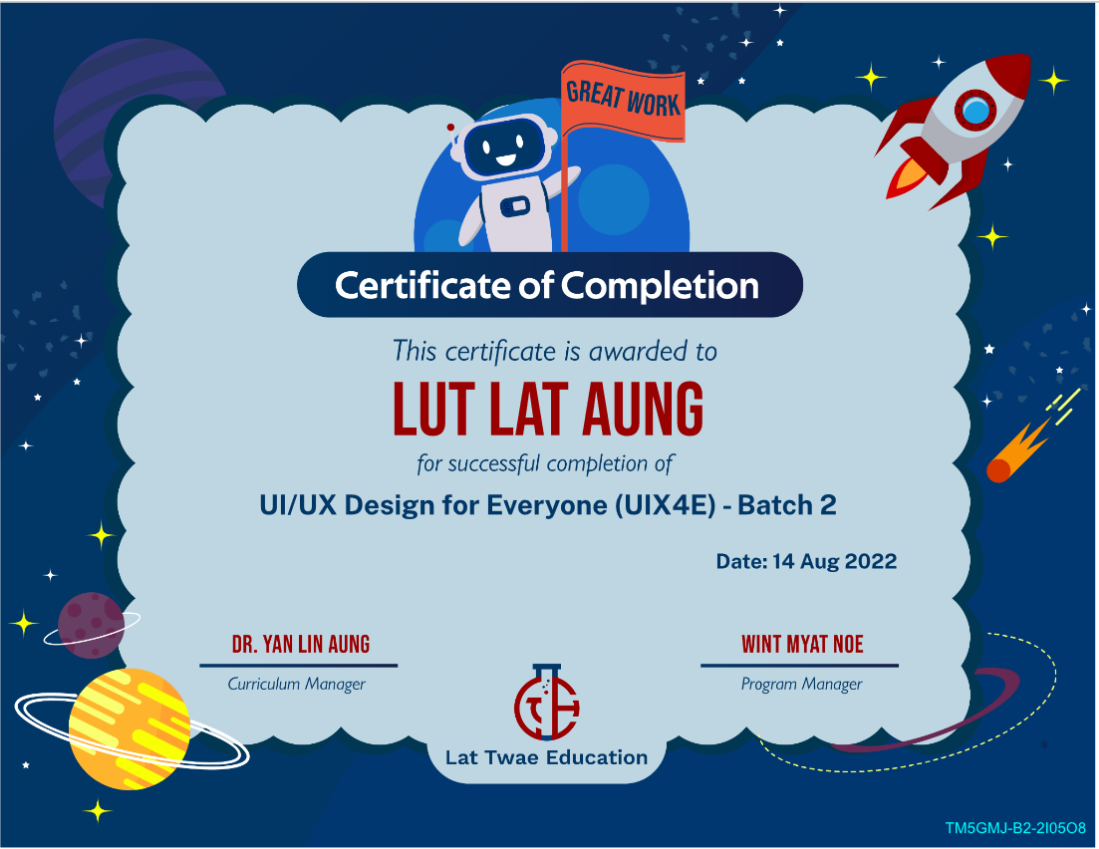 GREAT WORK
Certificate of Completion
This certificate is awarded to
LUT LAT AUNG
for successful completion of
UI/UX Design for Everyone (UIX4E) - Batch 2
Date: 14 Aug 2022
DR. YAN LIN AUNG
Curriculum Manager
WINT MYAT NOE
Program Manager
Lat Twae Education
TM5GMJ-B2-2I05O8